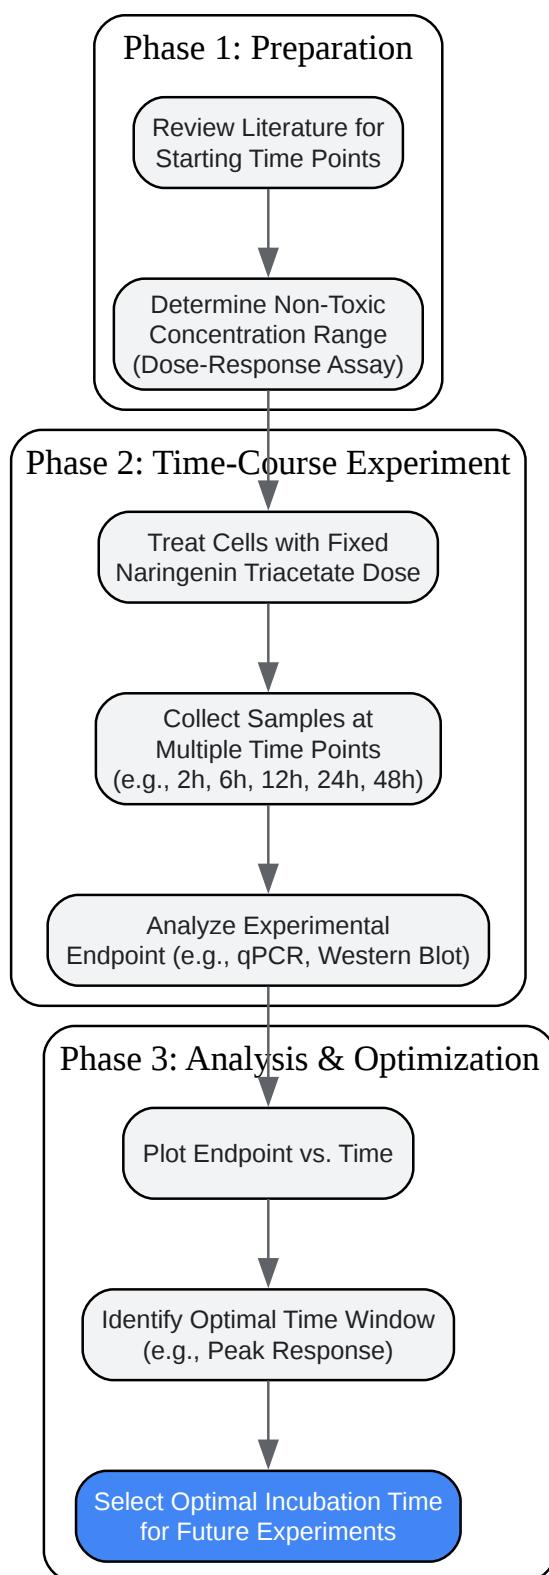 Phase 1: Preparation
Review Literature for
Starting Time Points
Determine Non-Toxic
Concentration Range
(Dose-Response Assay)
Phase 2: Time-Course Experiment
Treat Cells with Fixed
Naringenin Triacetate Dose
Collect Samples at
Multiple Time Points
(e.g., 2h, 6h, 12h, 24h, 48h)
Analyze Experimental
Endpoint (e.g., qPCR, Western Blot)
Phase 3: Analysis & Optimization
Plot Endpoint vs. Time
Identify Optimal Time Window
(e.g., Peak Response)
Select Optimal Incubation Time
for Future Experiments